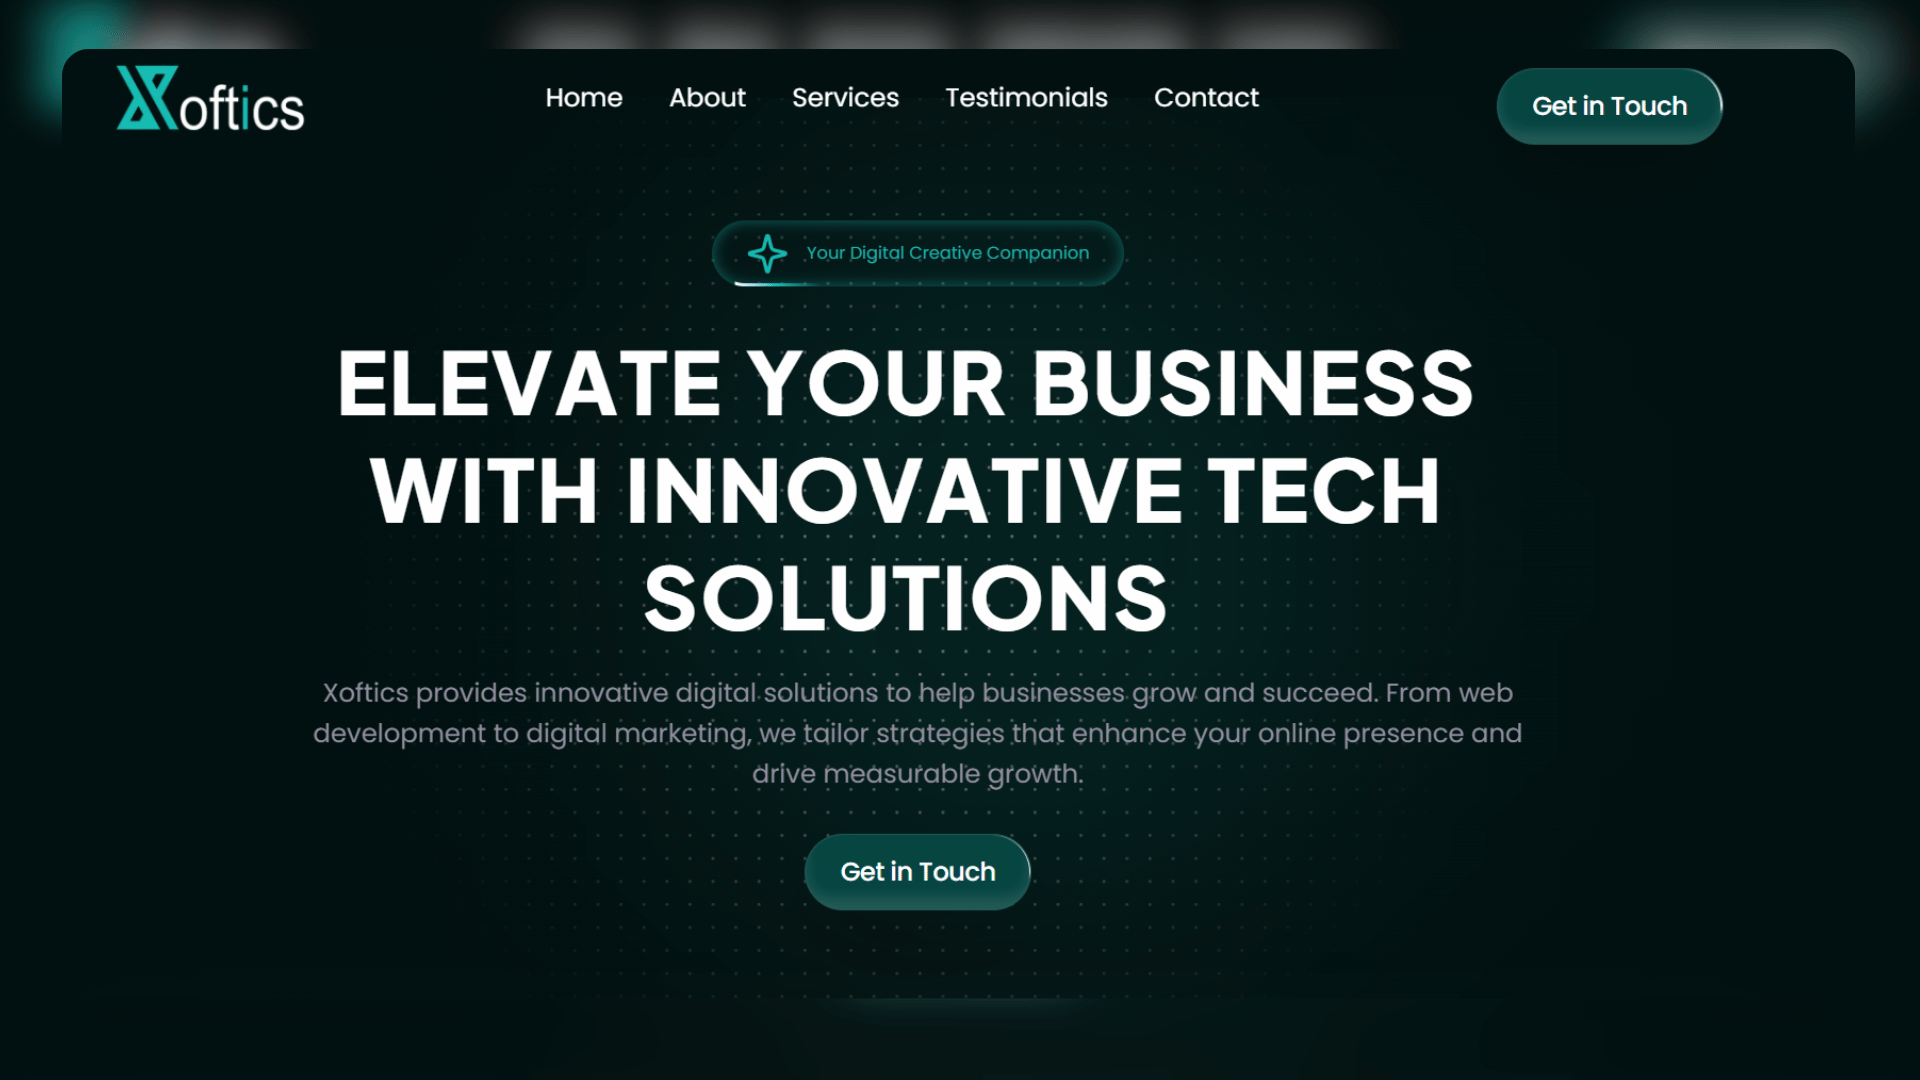 Xoftics
Home About Services Testimonials Contact
Get in Touch
Your Digital Creative Companion
ELEVATE YOUR BUSINESS
WITH INNOVATIVE TECH
SOLUTIONS
Xoftics provides innovative digital solutions to help businesses grow and succeed. From web
development to digital marketing, we tailor strategies that enhance your online presence and
drive measurable growth.
Get in Touch